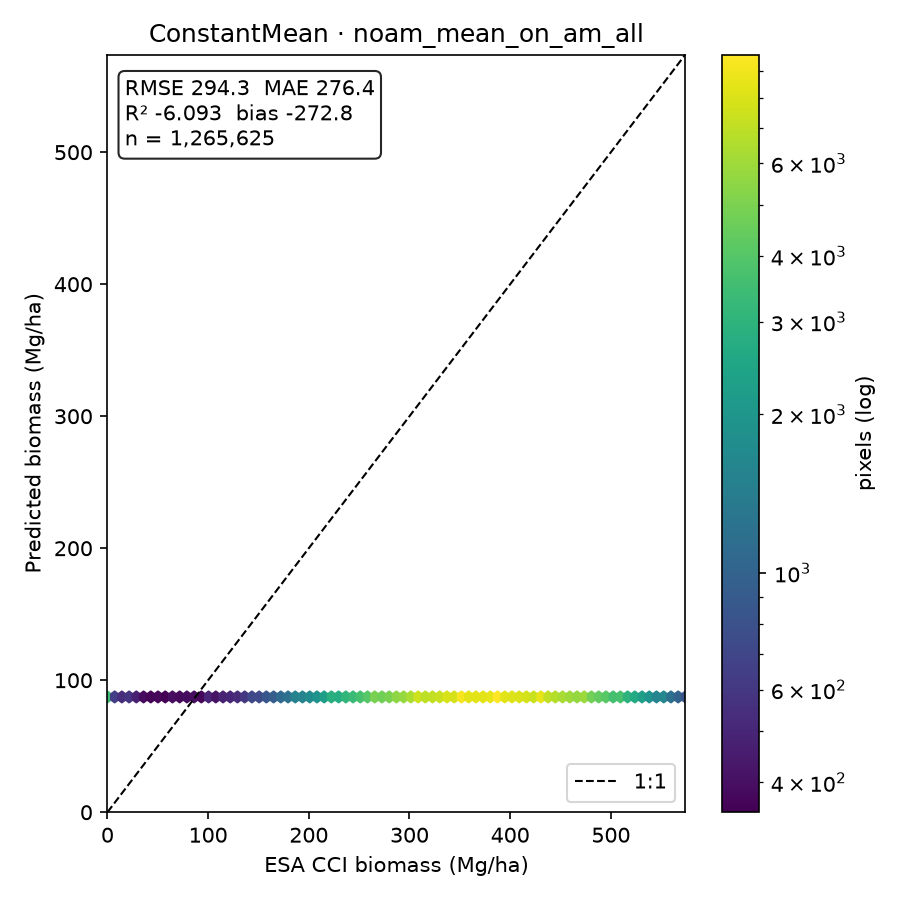 ConstantMean · noam_mean_on_am_all
RMSE 294.3  MAE 276.4
R² -6.093  bias -272.8
n = 1,265,625
Predicted biomass (Mg/ha)
500
400
300
200
100
0
0 100 200 300 400 500
ESA CCI biomass (Mg/ha)
1:1
6 × 10³
4 × 10³
3 × 10³
2 × 10³
10³
6 × 10²
4 × 10²
pixels (log)